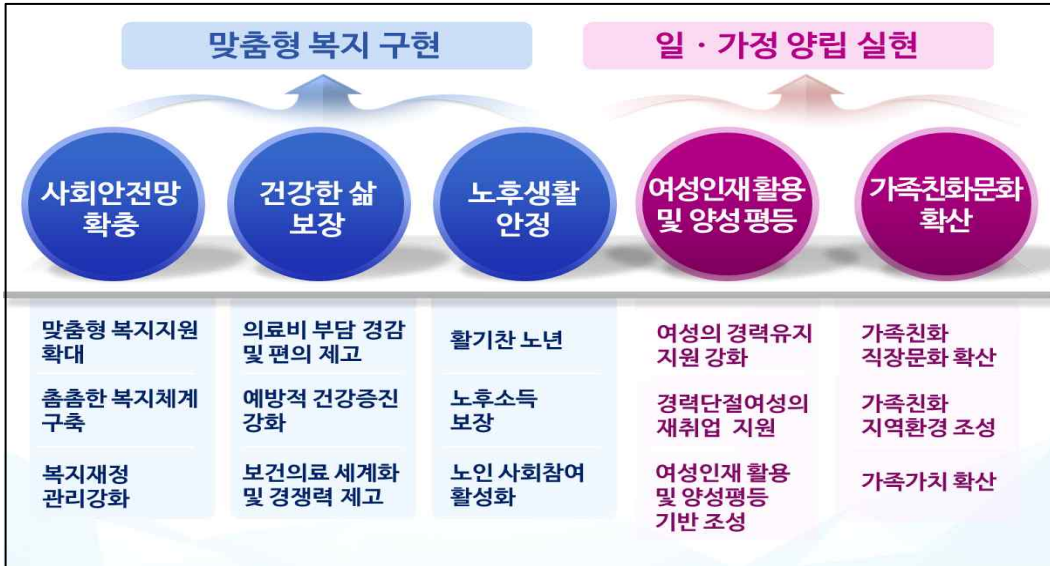 맞춤형 복지 구현
일 · 가정 양립 실현
사회안전망
확충
건강한 삶
보장
노후생활
안정
여성인재 활용
및 양성 평등
가족친화문화
확산
맞춤형 복지지원
확대
촘촘한 복지체계
구축
복지재정
관리강화
의료비 부담 경감
및 편의 제고
예방적 건강증진
강화
보건의료 세계화
및 경쟁력 제고
활기찬 노년
노후소득
보장
노인 사회참여
활성화
여성의 경력유지
지원 강화
경력단절여성의
재취업 지원
여성인재 활용
및 양성평등
기반 조성
가족친화
직장문화 확산
가족친화
지역환경 조성
가족가치 확산